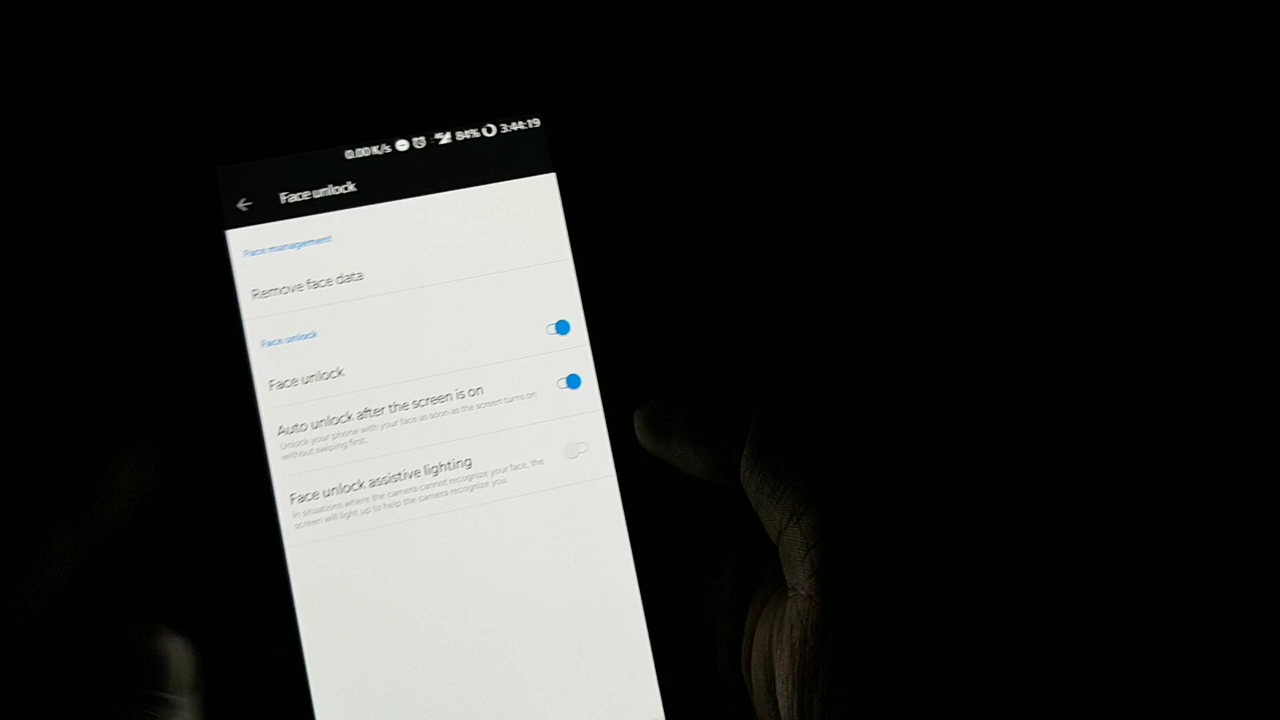 0.00K/s 84% 3:44:19
Face unlock
Face management
Remove face data
Face unlock
Face unlock
Auto unlock after the screen is on
Unlock your phone with your face as soon as the screen turns on
without swiping first.
Face unlock assistive lighting
In situations where the camera cannot recognize your face, the
screen will light up to help the camera recognize you.